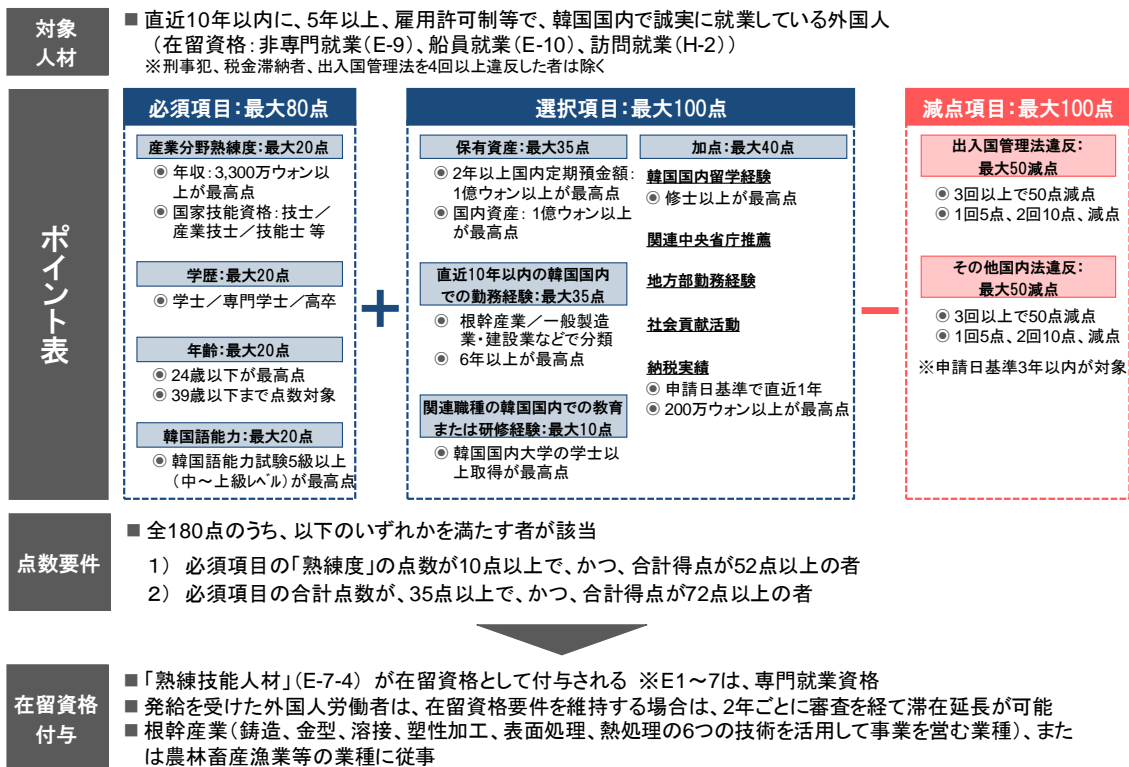 対象
人材
■ 直近10年以内に、5年以上、雇用許可制等で、韓国国内で誠実に就業している外国人
（在留資格：非専門就業(E-9)、船員就業(E-10)、訪問就業(H-2)）
※刑事犯、税金滞納者、出入国管理法を4回以上違反した者は除く
ポイント表
必須項目：最大80点
産業分野熟練度：最大20点
◉ 年収：3,300万ウォン以
上が最高点
◉ 国家技能資格：技士／
産業技士／技能士 等
学歴：最大20点
◉ 学士／専門学士／高卒
年齢：最大20点
◉ 24歳以下が最高点
◉ 39歳以下まで点数対象
韓国語能力：最大20点
◉ 韓国語能力試験5級以上
（中～上級ﾚﾍﾞﾙ）が最高点
＋
選択項目：最大100点
保有資産：最大35点
◉ 2年以上国内定期預金額：
1億ウォン以上が最高点
◉ 国内資産： 1億ウォン以上
が最高点
直近10年以内の韓国国内
での勤務経験：最大35点
◉ 根幹産業／一般製造
業・建設業などで分類
◉ 6年以上が最高点
関連職種の韓国国内での教育
または研修経験：最大10点
◉ 韓国国内大学の学士以
上取得が最高点
加点：最大40点
韓国国内留学経験
◉ 修士以上が最高点
関連中央省庁推薦
地方部勤務経験
社会貢献活動
納税実績
◉ 申請日基準で直近1年
◉ 200万ウォン以上が最高点
－
減点項目：最大100点
出入国管理法違反：
最大50減点
◉ 3回以上で50点減点
◉ 1回5点、2回10点、減点
その他国内法違反：
最大50減点
◉ 3回以上で50点減点
◉ 1回5点、2回10点、減点
※申請日基準3年以内が対象
点数要件
■ 全180点のうち、以下のいずれかを満たす者が該当
１） 必須項目の「熟練度」の点数が10点以上で、かつ、合計得点が52点以上の者
２） 必須項目の合計点数が、35点以上で、かつ、合計得点が72点以上の者
在留資格
付与
■ 「熟練技能人材」（E-7-4） が在留資格として付与される ※E1～7は、専門就業資格
■ 発給を受けた外国人労働者は、在留資格要件を維持する場合は、2年ごとに審査を経て滞在延長が可能
■ 根幹産業（鋳造、金型、溶接、塑性加工、表面処理、熱処理の6つの技術を活用して事業を営む業種）、また
は農林畜産漁業等の業種に従事